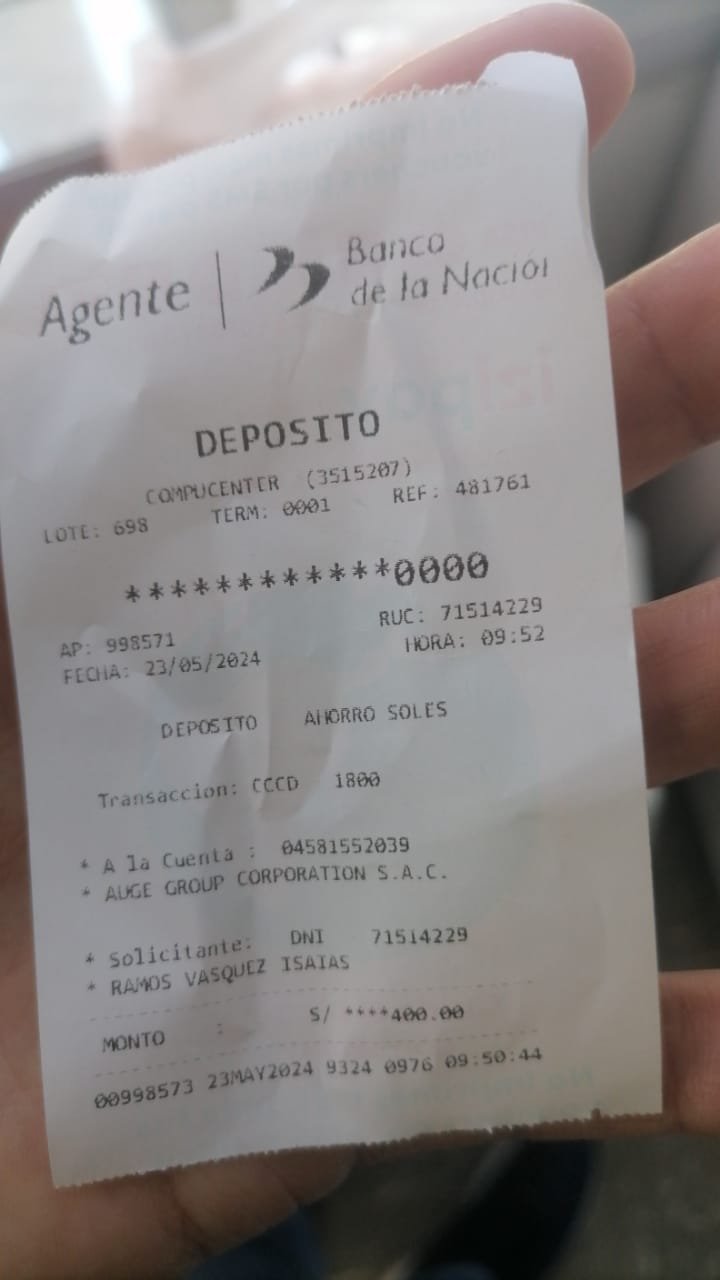 Agente
Banco
de la Nación
DEPOSITO
COMPUCENTER (3515207)
LOTE: 698 TERM: 0001 REF: 481761
************0000
AP: 998571 RUC: 71514229
FECHA: 23/05/2024 HORA: 09:52
DEPOSITO AHORRO SOLES
Transaccion: CCCD 1800
* A la Cuenta : 04581552039
* AUGE GROUP CORPORATION S.A.C.
* Solicitante: DNI 71514229
* RAMOS VASQUEZ ISAIAS
MONTO : S/ ****400.00
00998573 23MAY2024 9324 0976 09:50:44